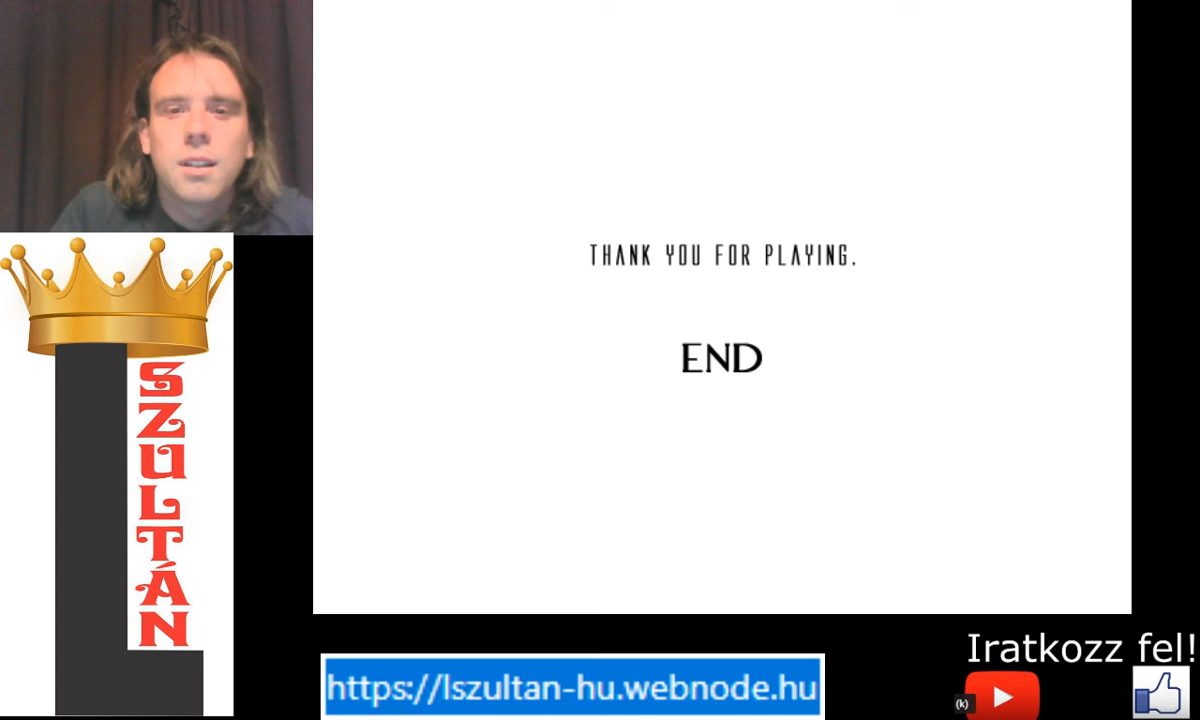 THANK YOU FOR PLAYING.
END
L
SZULTÁN
https://lszultan-hu.webnode.hu
Iratkozz fel!
(k)